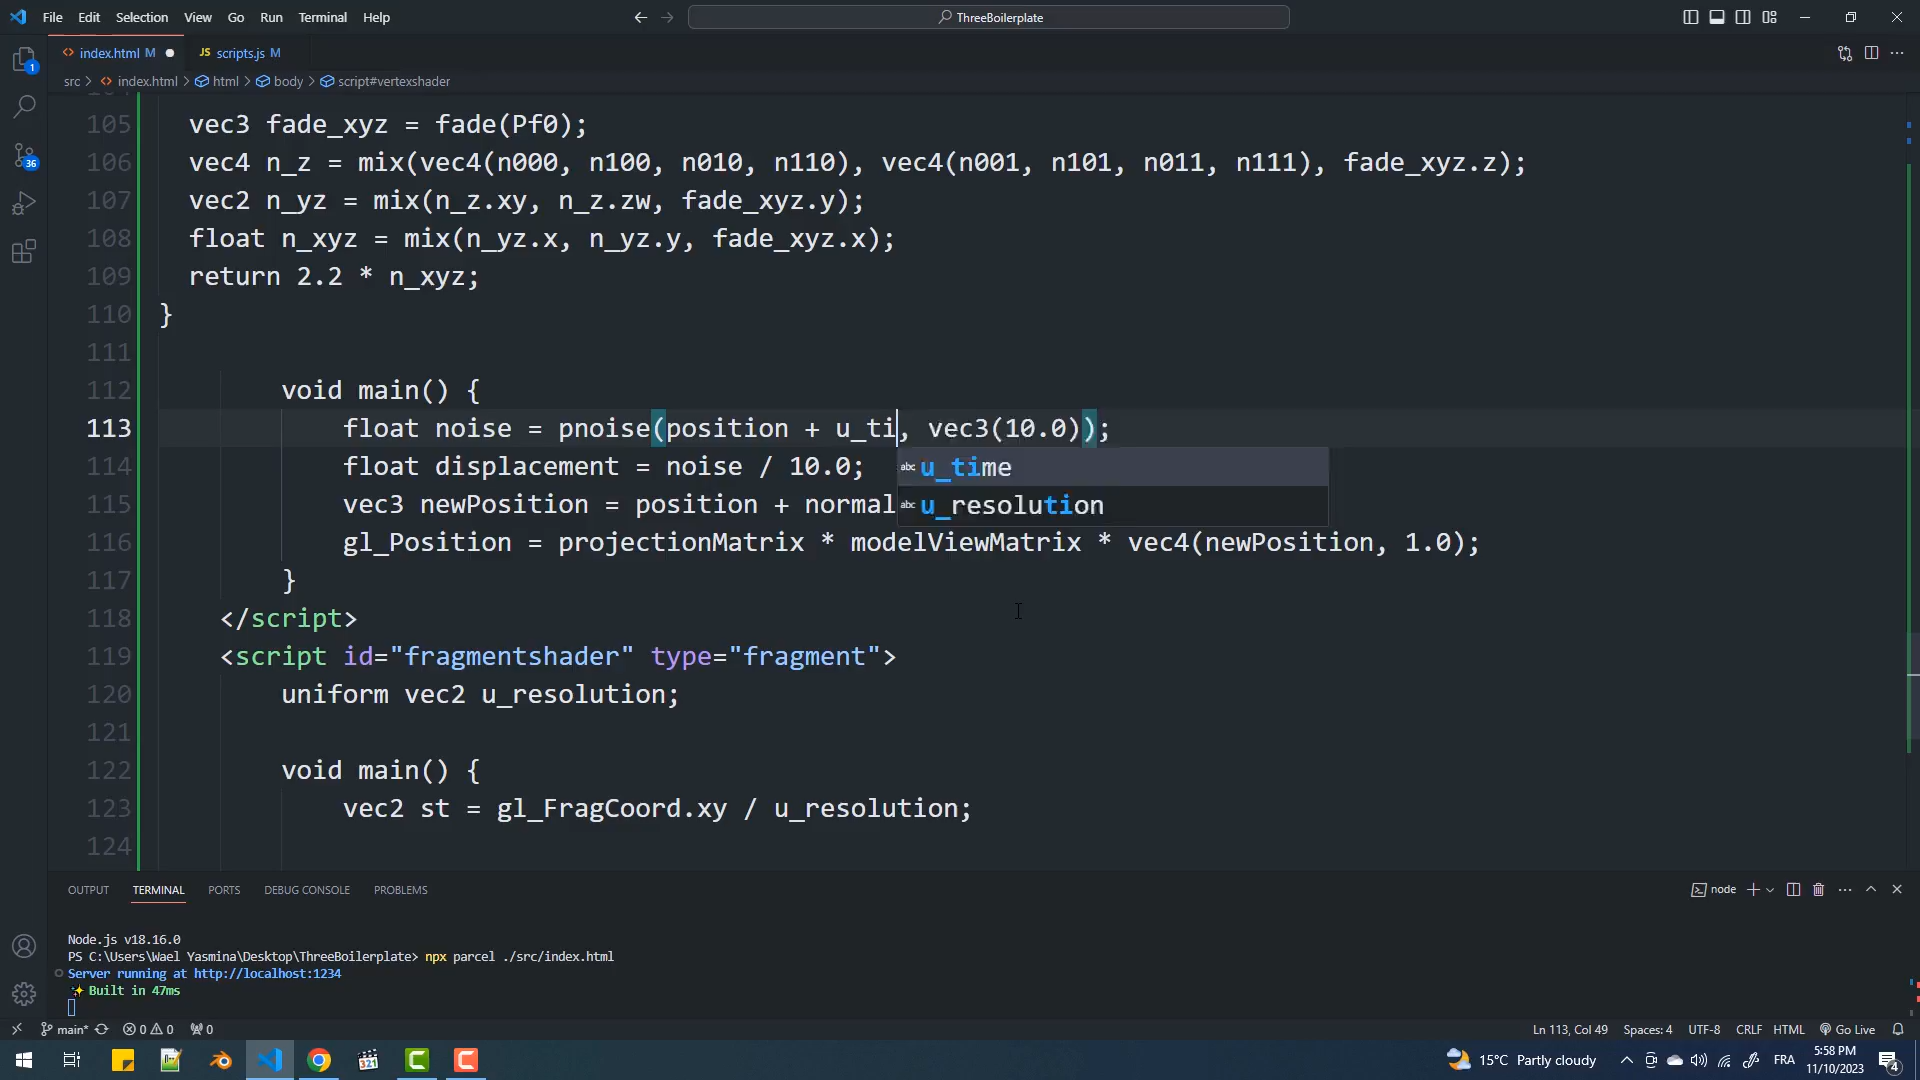 File Edit Selection View Go Run Terminal Help
ThreeBoilerplate
index.html M
JS scripts.js M
src > index.html > html > body > script#vertexshader
105 vec3 fade_xyz = fade(Pf0);
106 vec4 n_z = mix(vec4(n000, n100, n010, n110), vec4(n001, n101, n011, n111), fade_xyz.z);
107 vec2 n_yz = mix(n_z.xy, n_z.zw, fade_xyz.y);
108 float n_xyz = mix(n_yz.x, n_yz.y, fade_xyz.x);
109 return 2.2 * n_xyz;
110 }
111
112 void main() {
113 float noise = pnoise(position + u_ti, vec3(10.0));
114 float displacement = noise / 10.0;
abc u_time
115 vec3 newPosition = position + normal
abc u_resolution
116 gl_Position = projectionMatrix * modelViewMatrix * vec4(newPosition, 1.0);
117 }
118 </script>
119 <script id="fragmentshader" type="fragment">
120 uniform vec2 u_resolution;
121
122 void main() {
123 vec2 st = gl_FragCoord.xy / u_resolution;
124
OUTPUT TERMINAL PORTS DEBUG CONSOLE PROBLEMS
node
Node.js v18.16.0
PS C:\Users\Wael Yasmina\Desktop\ThreeBoilerplate> npx parcel ./src/index.html
Server running at http://localhost:1234
Built in 47ms
1
36
main* 0 0 0
Ln 113, Col 49 Spaces: 4 UTF-8 CRLF HTML Go Live
321
15°C Partly cloudy
FRA
5:58 PM
11/10/2023
4